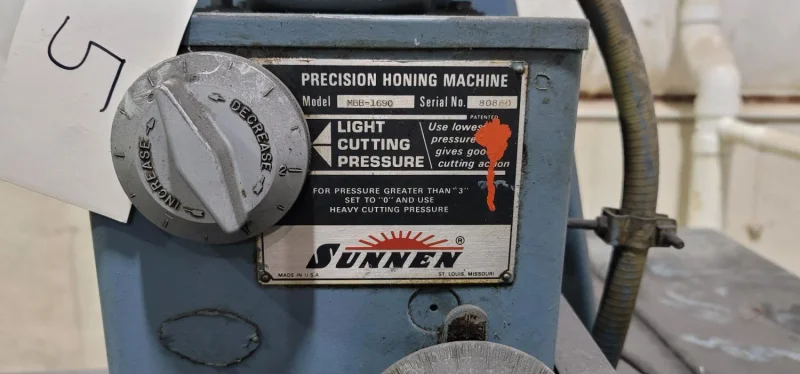 5
PRECISION HONING MACHINE
Model MBB-1690 Serial No. 80880
PATENTED
LIGHT
CUTTING
PRESSURE
Use lowest
pressure
gives good
cutting action
FOR PRESSURE GREATER THAN "3"
SET TO "0" AND USE
HEAVY CUTTING PRESSURE
SUNNEN ®
MADE IN U.S.A. ST. LOUIS, MISSOURI
DECREASE
INCREASE
1
2